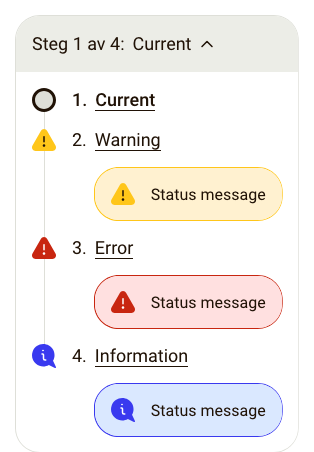 Steg 1 av 4: Current
1. Current
2. Warning
Status message
3. Error
Status message
4. Information
Status message